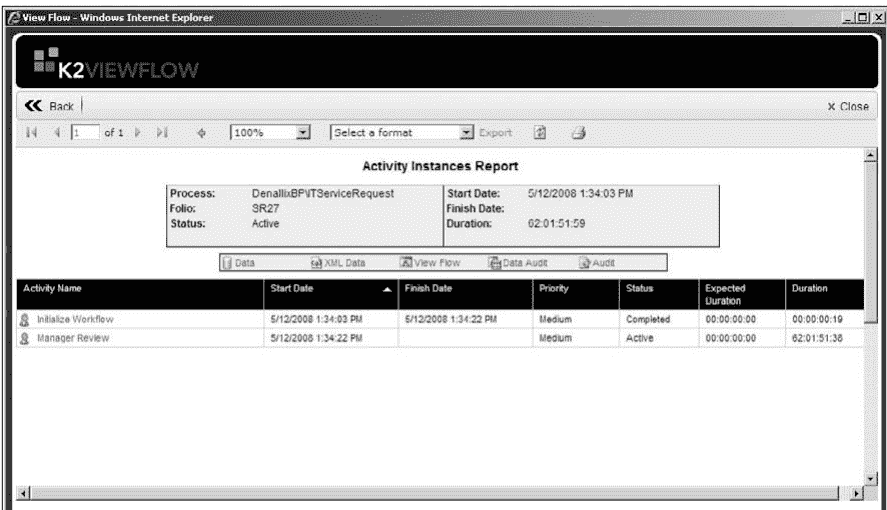 View Flow - Windows Internet Explorer
K2VIEWFLOW
Back
x Close
1 of 1
100%
Select a format
Export
Activity Instances Report
Process: DenallixBP\ITServiceRequest Start Date: 5/12/2008 1:34:03 PM
Folio: SR27 Finish Date:
Status: Active Duration: 62:01:51:59
Data XML Data View Flow Data Audit Audit
Activity Name Start Date Finish Date Priority Status Expected Duration Duration
Initialize Workflow 5/12/2008 1:34:03 PM 5/12/2008 1:34:22 PM Medium Completed 00:00:00:00 00:00:00:19
Manager Review 5/12/2008 1:34:22 PM Medium Active 00:00:00:00 62:01:51:38